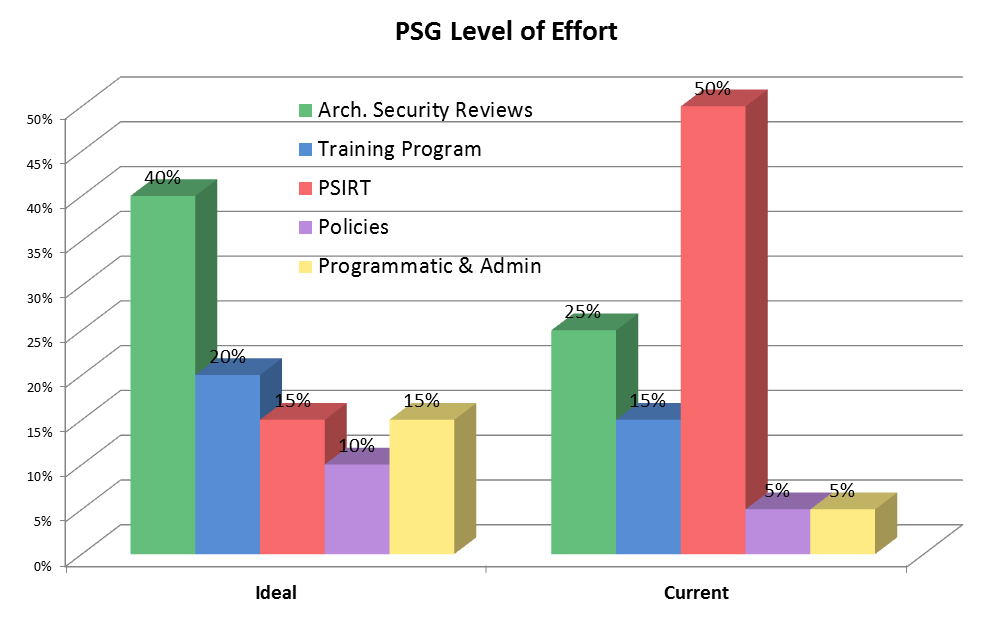 PSG Level of Effort
50%
45%
40%
35%
30%
25%
20%
15%
10%
5%
0%
Arch. Security Reviews
Training Program
PSIRT
Policies
Programmatic & Admin
40%
20%
15%
10%
15%
25%
15%
50%
5%
5%
Ideal
Current